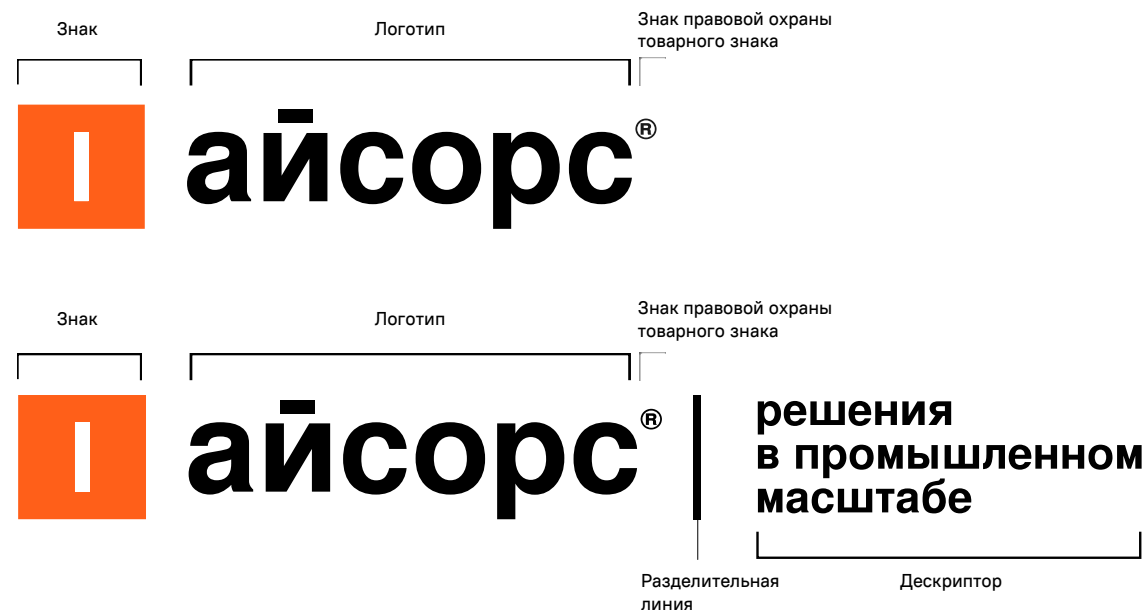 Знак
Логотип
Знак правовой охраны
товарного знака
I айсорс®
Знак
Логотип
Знак правовой охраны
товарного знака
I айсорс®
решения
в промышленном
масштабе
Разделительная
линия
Дескриптор